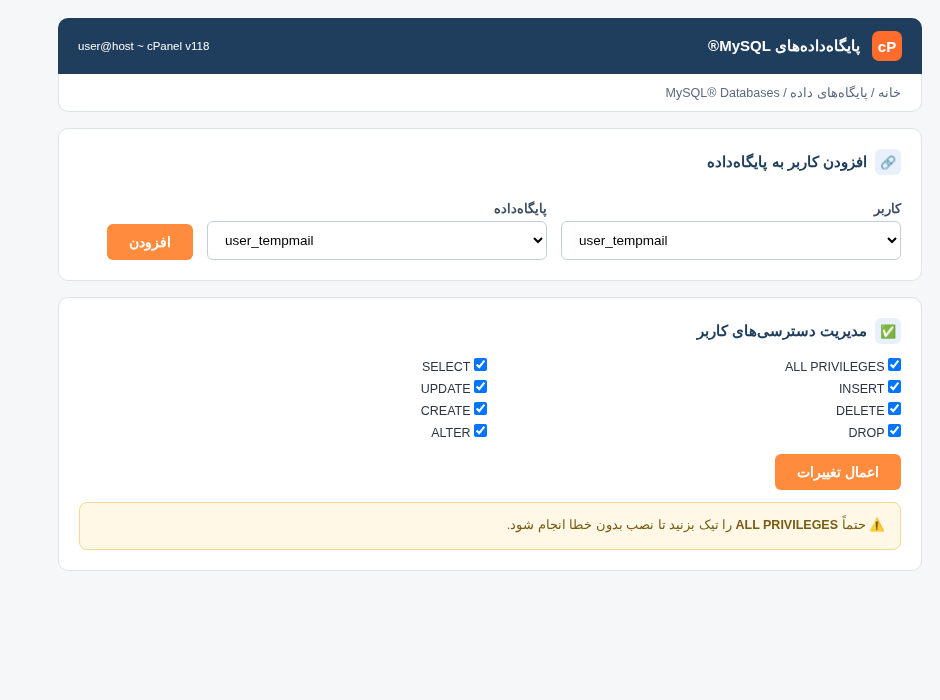 cP پایگاه‌داده‌های MySQL®
user@host ~ cPanel v118
خانه / پایگاه‌های داده / MySQL® Databases
🔗 افزودن کاربر به پایگاه‌داده
کاربر
user_tempmail
پایگاه‌داده
user_tempmail
افزودن
✅ مدیریت دسترسی‌های کاربر
ALL PRIVILEGES
SELECT
INSERT
UPDATE
DELETE
CREATE
DROP
ALTER
اعمال تغییرات
⚠️ حتماً ALL PRIVILEGES را تیک بزنید تا نصب بدون خطا انجام شود.